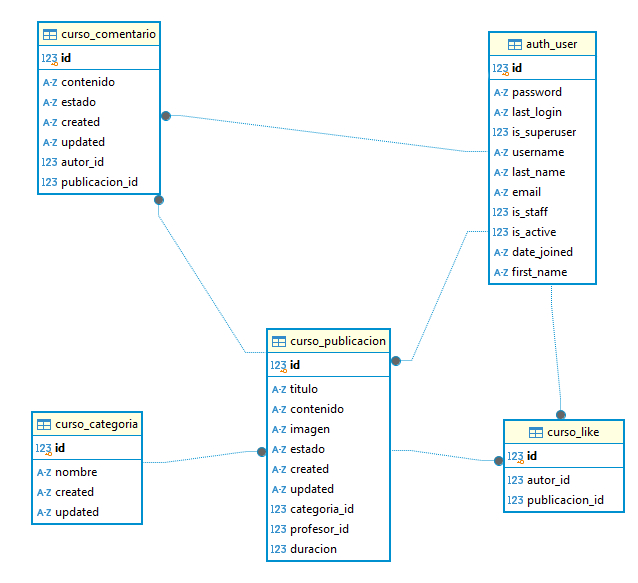 curso_comentario
123 id
A-Z contenido
A-Z estado
A-Z created
A-Z updated
123 autor_id
123 publicacion_id
auth_user
123 id
A-Z password
A-Z last_login
123 is_superuser
A-Z username
A-Z last_name
A-Z email
123 is_staff
123 is_active
A-Z date_joined
A-Z first_name
curso_publicacion
123 id
A-Z titulo
A-Z contenido
A-Z imagen
A-Z estado
A-Z created
A-Z updated
123 categoria_id
123 profesor_id
123 duracion
curso_categoria
123 id
A-Z nombre
A-Z created
A-Z updated
curso_like
123 id
123 autor_id
123 publicacion_id